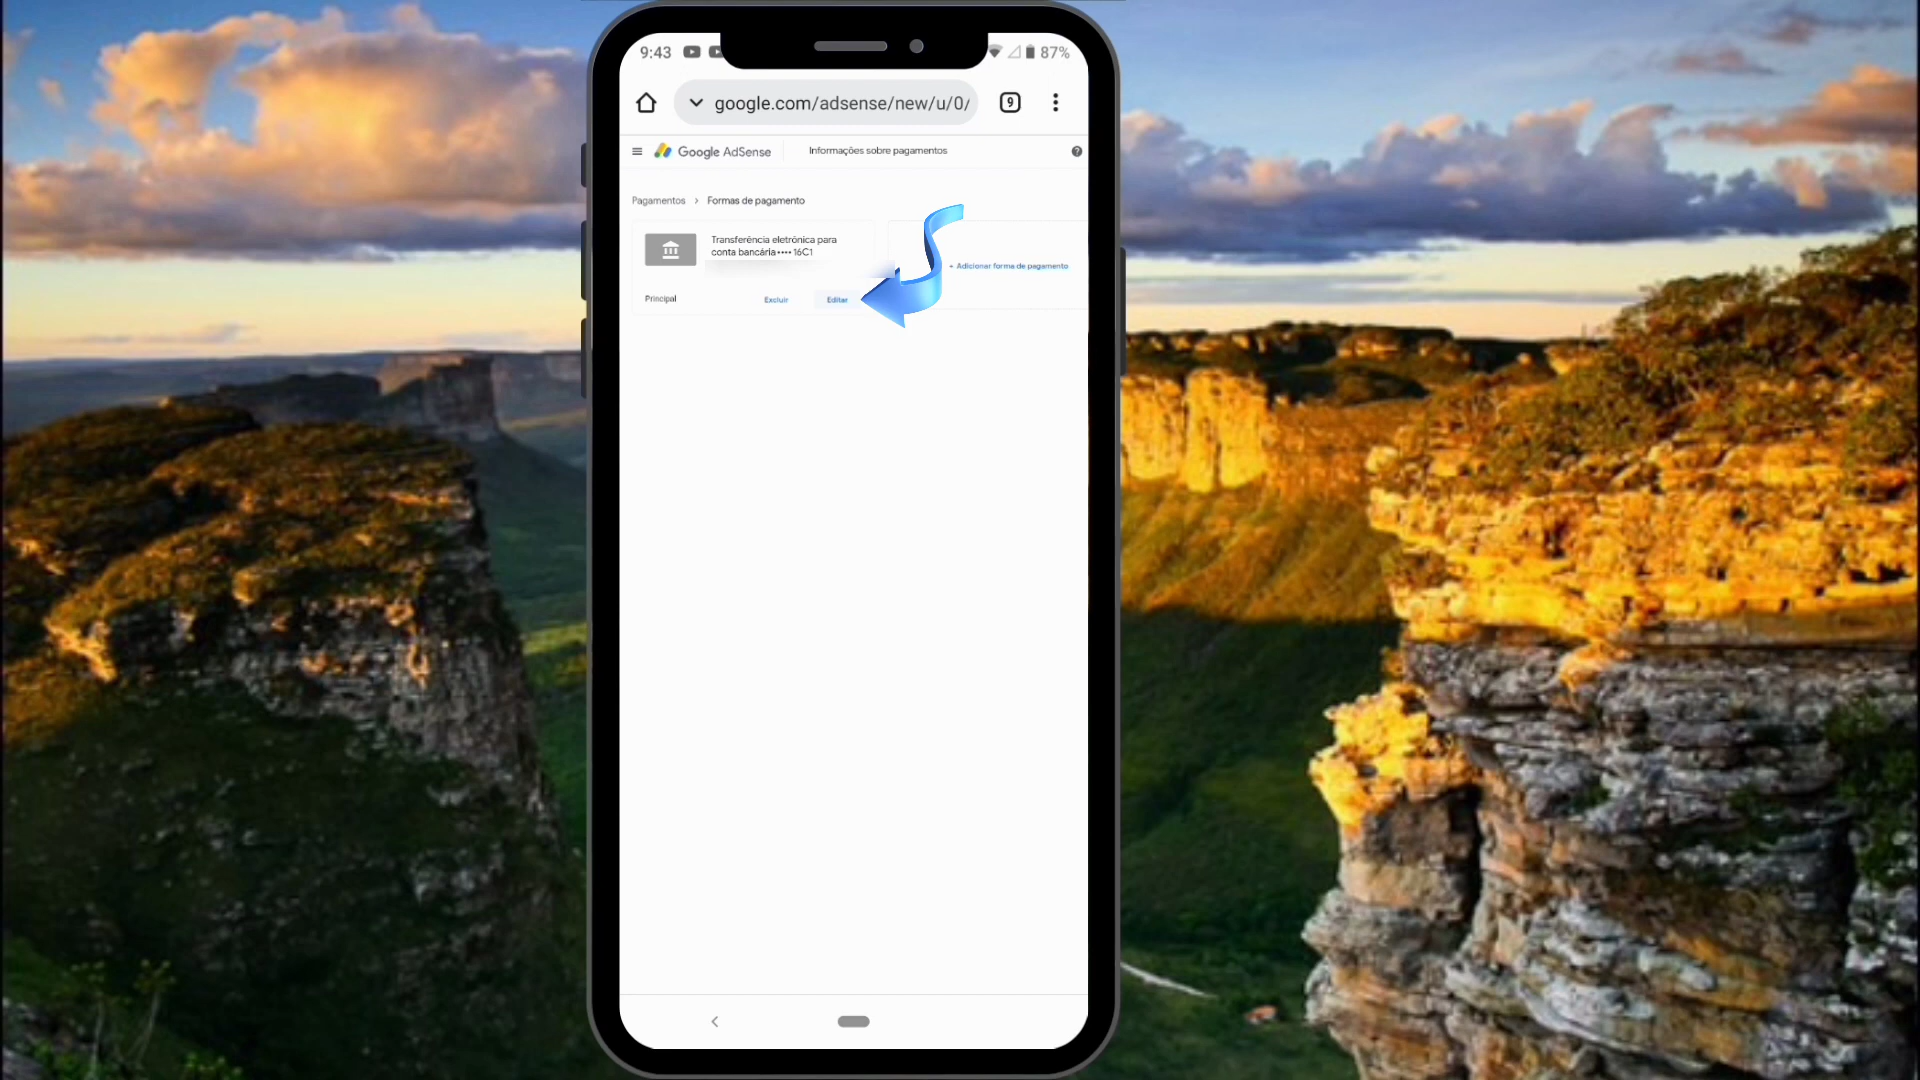 9:43
87%
google.com/adsense/new/u/0/
9
Google AdSense
Informações sobre pagamentos
Pagamentos > Formas de pagamento
Transferência eletrônica para
conta bancária •••• 16C1
+ Adicionar forma de pagamento
Principal
Excluir
Editar